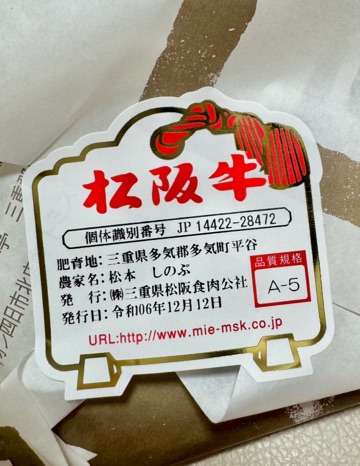 松阪牛
個体識別番号 JP 14422-28472
肥育地:三重県多気郡多気町平谷
農家名:松本 しのぶ
発 行:㈱三重県松阪食肉公社
発行日:令和06年12月12日
品質規格
A-5
URL:http://www.mie-msk.co.jp